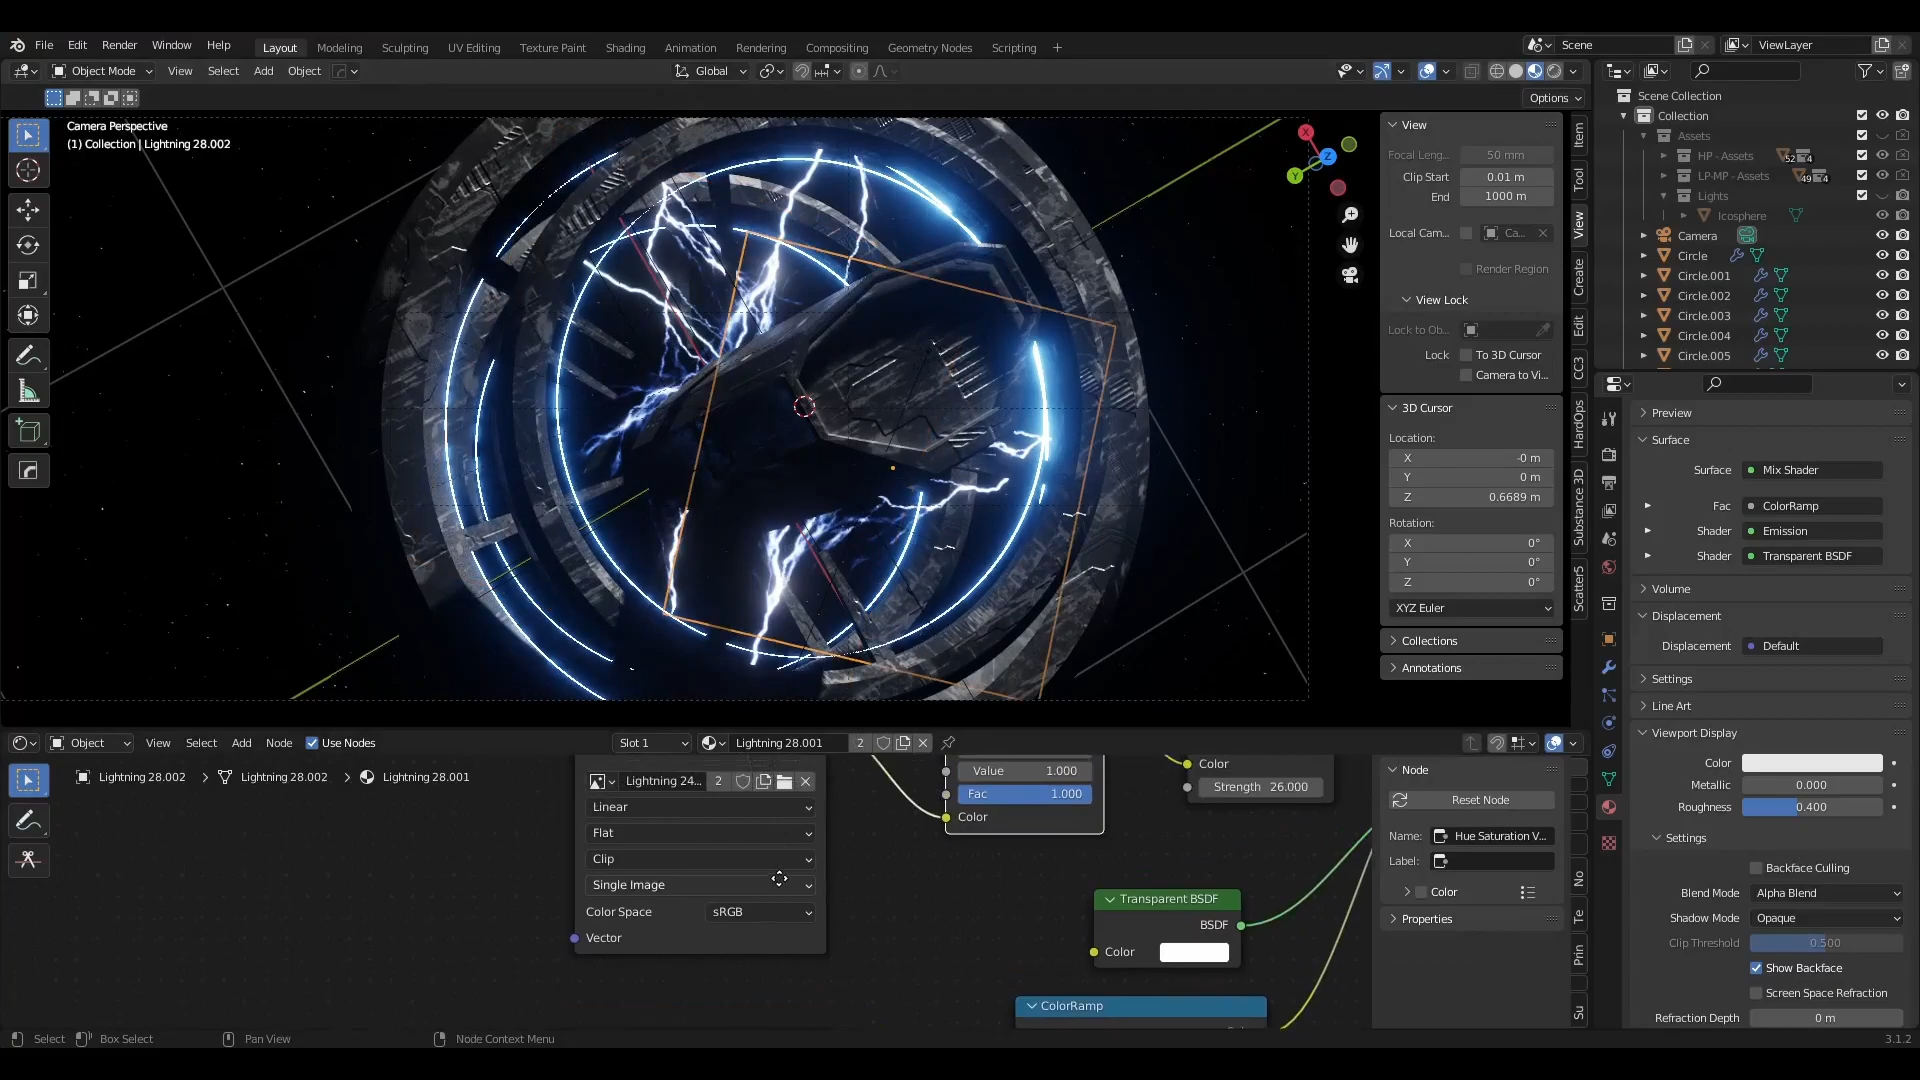 File Edit Render Window Help Layout Modeling Sculpting UV Editing Texture Paint Shading Animation Rendering Compositing Geometry Nodes Scripting + Scene ViewLayer
Object Mode View Select Add Object Global
Options
Camera Perspective
(1) Collection | Lightning 28.002
X
Z
Y
View
Focal Leng... 50 mm
Clip Start 0.01 m
End 1000 m
Local Cam... Ca...
Render Region
View Lock
Lock to Ob...
Lock To 3D Cursor
Camera to Vi...
3D Cursor
Location:
X -0 m
Y 0 m
Z 0.6689 m
Rotation:
X 0°
Y 0°
Z 0°
XYZ Euler
Collections
Annotations
Item
Tool
View
Create
Edit
CC3
HardOps
Substance 3D
Scatter5
Scene Collection
Collection
Assets
HP - Assets 52 4
LP-MP - Assets 49 4
Lights
Icosphere
Camera
Circle
Circle.001
Circle.002
Circle.003
Circle.004
Circle.005
Preview
Surface
Surface Mix Shader
Fac ColorRamp
Shader Emission
Shader Transparent BSDF
Volume
Displacement
Displacement Default
Settings
Line Art
Viewport Display
Color
Metallic 0.000
Roughness 0.400
Settings
Backface Culling
Blend Mode Alpha Blend
Shadow Mode Opaque
Clip Threshold 0.500
Show Backface
Screen Space Refraction
Refraction Depth 0 m
Object View Select Add Node Use Nodes Slot 1 Lightning 28.001 2
Lightning 28.002 > Lightning 28.002 > Lightning 28.001
Lightning 24... 2
Linear
Flat
Clip
Single Image
Color Space sRGB
Vector
Value 1.000
Fac 1.000
Color
Color
Strength 26.000
Transparent BSDF
BSDF
Color
ColorRamp
Node
Reset Node
Name: Hue Saturation V...
Label:
Color
Properties
No
Te
Prin
Su
Select Box Select Pan View Node Context Menu 3.1.2